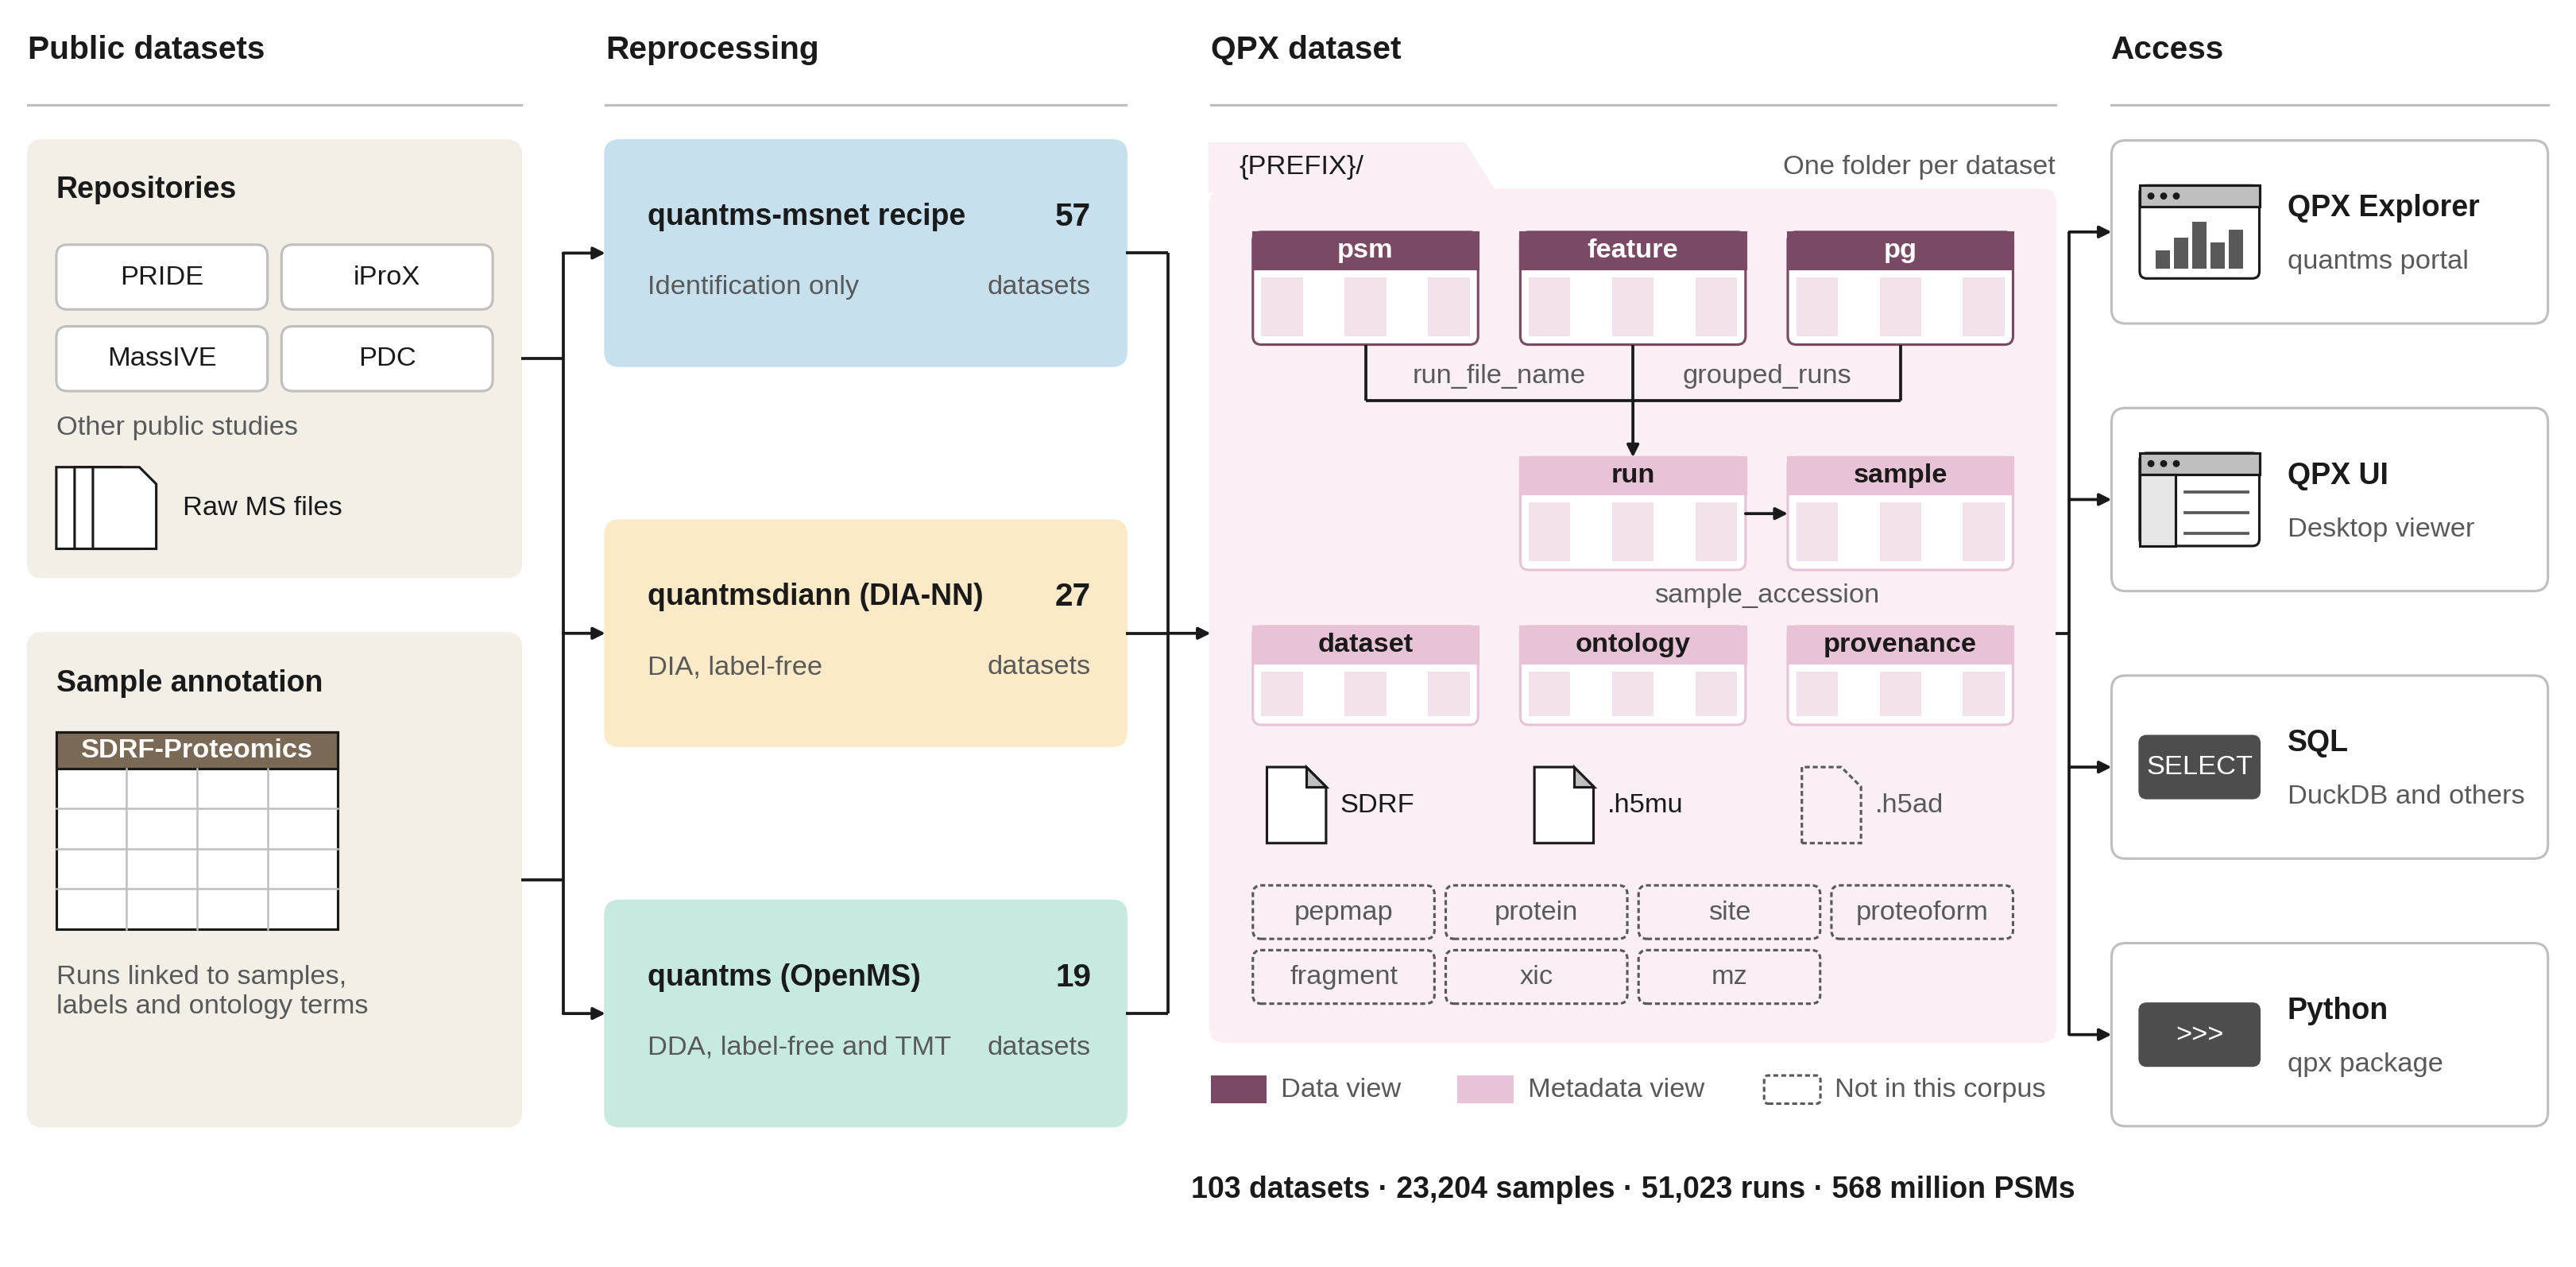 Public datasets
Repositories
PRIDE
iProX
MassIVE
PDC
Other public studies
Raw MS files
Sample annotation
SDRF-Proteomics
Runs linked to samples,
labels and ontology terms
Reprocessing
quantms-msnet recipe 57
Identification only datasets
quantmsdiann (DIA-NN) 27
DIA, label-free datasets
quantms (OpenMS) 19
DDA, label-free and TMT datasets
QPX dataset
{PREFIX}/
One folder per dataset
psm
feature
pg
run_file_name
grouped_runs
run
sample
sample_accession
dataset
ontology
provenance
SDRF
.h5mu
.h5ad
pepmap
protein
site
proteoform
fragment
xic
mz
Data view
Metadata view
Not in this corpus
103 datasets · 23,204 samples · 51,023 runs · 568 million PSMs
Access
QPX Explorer
quantms portal
QPX UI
Desktop viewer
SELECT
SQL
DuckDB and others
>>>
Python
qpx package